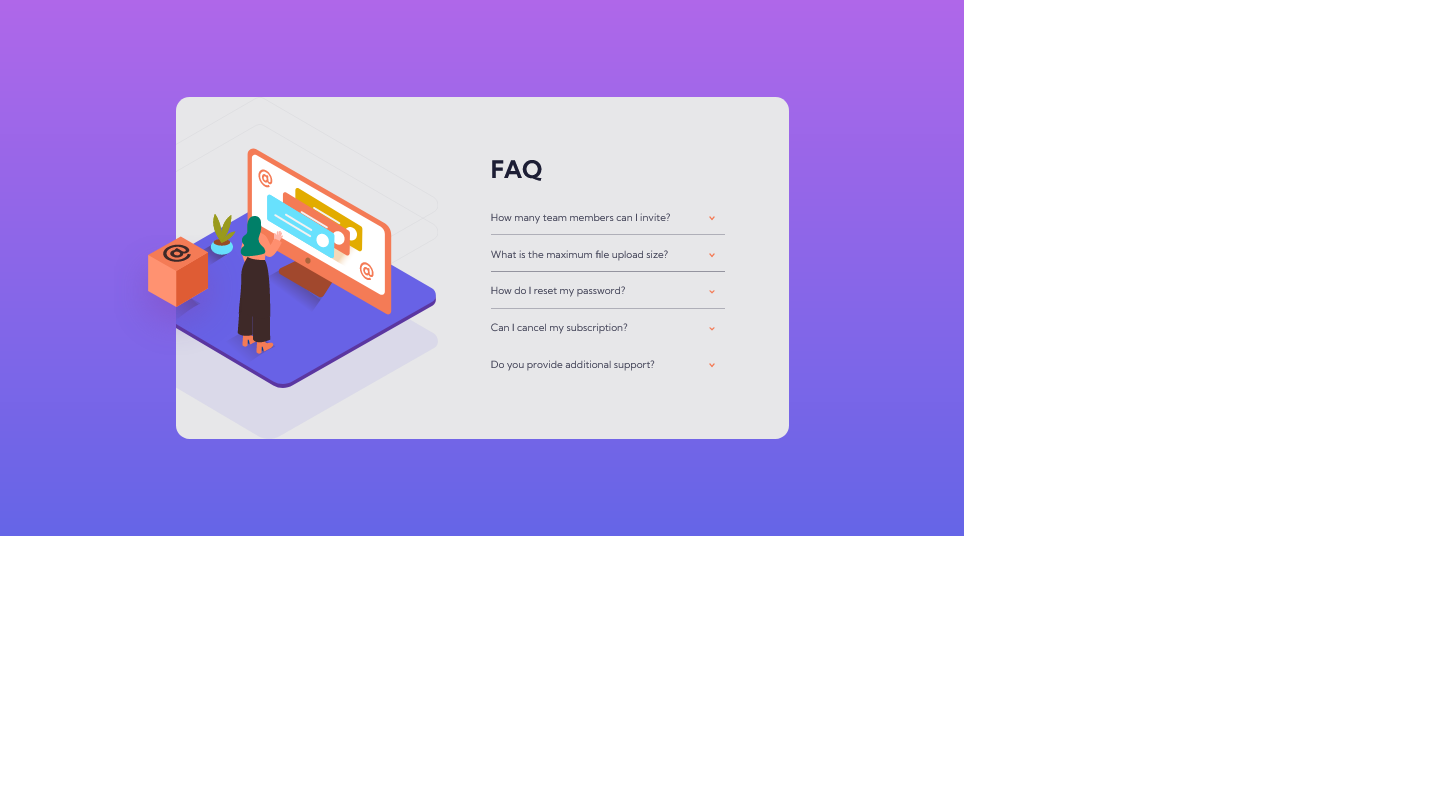 FAQ
How many team members can I invite?
What is the maximum file upload size?
How do I reset my password?
Can I cancel my subscription?
Do you provide additional support?
@
@
@